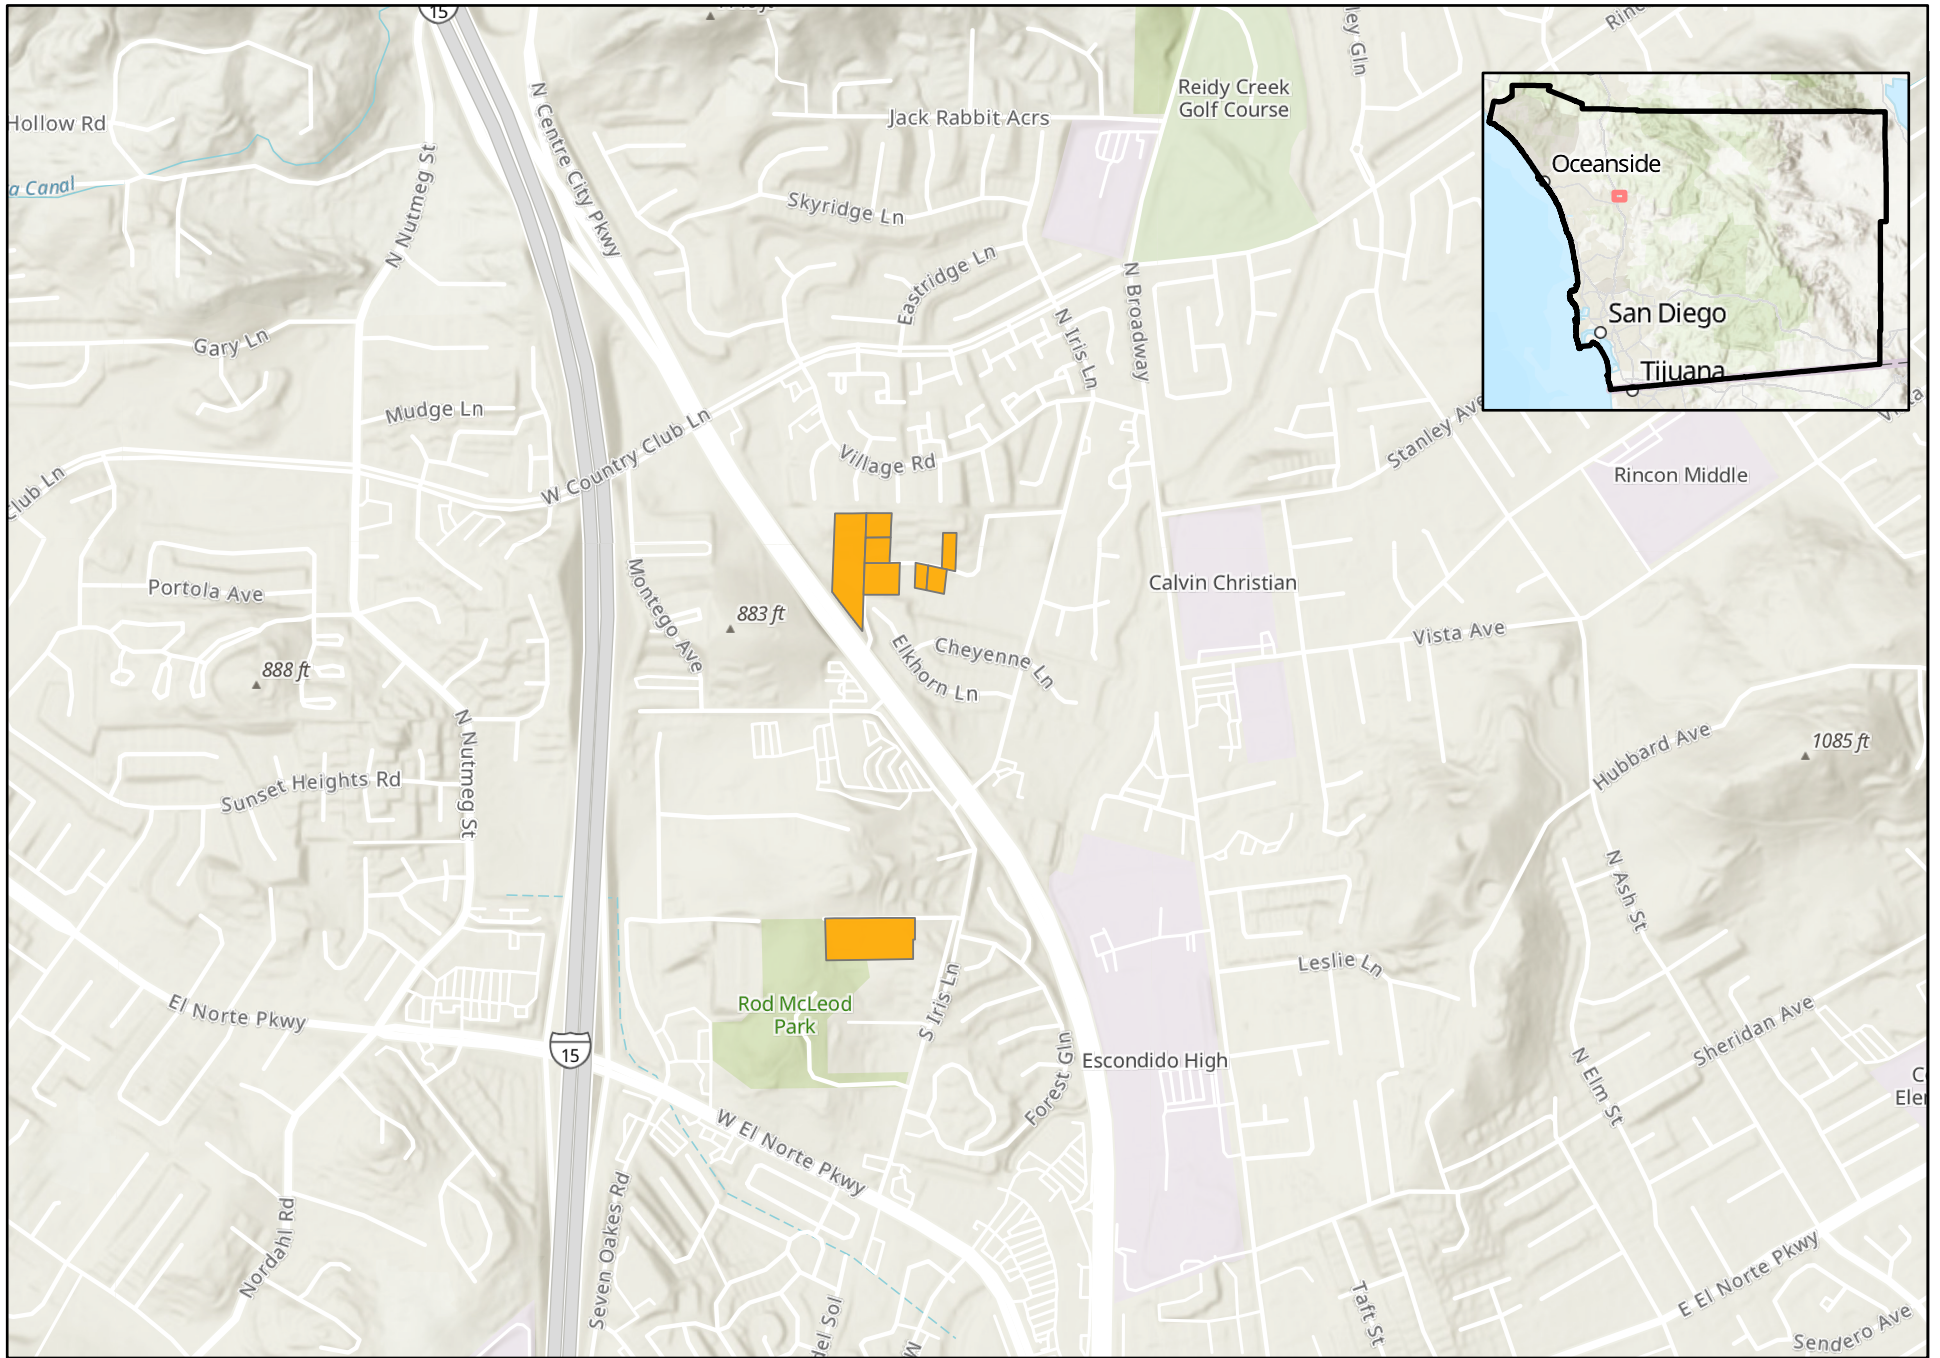 15
Reidy Creek
Golf Course
Jack Rabbit Acrs
Hollow Rd
N Centre City Pkwy
N Nutmeg St
a Canal
Skyridge Ln
Eastridge Ln
N Broadway
N Iris Ln
Oceanside
San Diego
Tijuana
Gary Ln
Mudge Ln
W Country Club Ln
Club Ln
Village Rd
Stanley Ave
Rincon Middle
Portola Ave
Montego Ave
883 ft
888 ft
Calvin Christian
Vista Ave
Elkhorn Ln
Cheyenne Ln
N Nutmeg St
Sunset Heights Rd
Hubbard Ave
1085 ft
N Ash St
Leslie Ln
El Norte Pkwy
Rod McLeod
Park
S Iris Ln
Forest Gln
Escondido High
15
Sheridan Ave
N Elm St
W El Norte Pkwy
Seven Oakes Rd
Nordahl Rd
del Sol
Taft St
E El Norte Pkwy
Sendero Ave